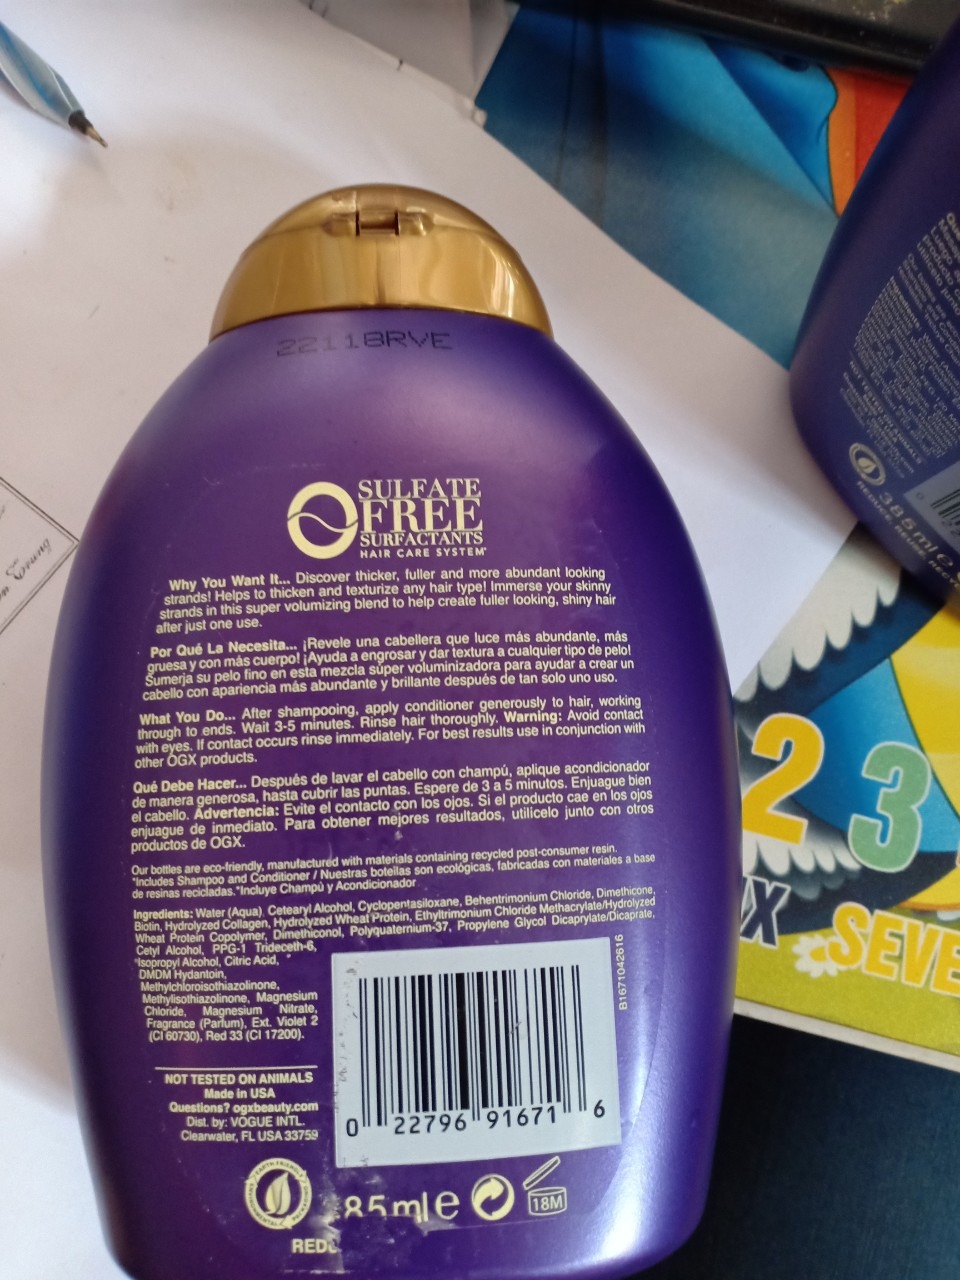 22118RVE
SULFATE
FREE
SURFACTANTS
HAIR CARE SYSTEM
Why You Want It... Discover thicker, fuller and more abundant looking
strands! Helps to thicken and texturize any hair type! Immerse your skinny
strands in this super volumizing blend to help create fuller looking, shiny hair
after just one use.
Por Qué La Necesita... ¡Revele una cabellera que luce más abundante, más
gruesa y con más cuerpo! ¡Ayuda a engrosar y dar textura a cualquier tipo de pelo!
Sumerja su pelo fino en esta mezcla súper voluminizadora para ayudar a crear un
cabello con apariencia más abundante y brillante después de tan solo uno uso.
What You Do... After shampooing, apply conditioner generously to hair, working
through to ends. Wait 3-5 minutes. Rinse hair thoroughly. Warning: Avoid contact
with eyes. If contact occurs rinse immediately. For best results use in conjunction with
other OGX products.
Qué Debe Hacer... Después de lavar el cabello con champú, aplique acondicionador
de manera generosa, hasta cubrir las puntas. Espere de 3 a 5 minutos. Enjuague bien
el cabello. Advertencia: Evite el contacto con los ojos. Si el producto cae en los ojos
enjuague de inmediato. Para obtener mejores resultados, utilícelo junto con otros
productos de OGX.
Our bottles are eco-friendly, manufactured with materials containing recycled post-consumer resin.
*Includes Shampoo and Conditioner / Nuestras botellas son ecológicas, fabricadas con materiales a base
de resinas recicladas.*Incluye Champú y Acondicionador
Ingredients: Water (Aqua), Cetearyl Alcohol, Cyclopentasiloxane, Behentrimonium Chloride, Dimethicone,
Biotin, Hydrolyzed Collagen, Hydrolyzed Wheat Protein, Ethyltrimonium Chloride Methacrylate/Hydrolyzed
Wheat Protein Copolymer, Dimethiconol, Polyquaternium-37, Propylene Glycol Dicaprylate/Dicaprate,
Cetyl Alcohol, PPG-1 Trideceth-6,
Isopropyl Alcohol, Citric Acid,
DMDM Hydantoin,
Methylchloroisothiazolinone,
Methylisothiazolinone, Magnesium
Chloride, Magnesium Nitrate,
Fragrance (Parfum), Ext. Violet 2
(CI 60730), Red 33 (CI 17200).
B1671042616
NOT TESTED ON ANIMALS
Made in USA
Questions? ogxbeauty.com
Dist. by: VOGUE INTL.
Clearwater, FL USA 33759
0 22796 91671 6
EARTH FRIENDLY
85 ml e
18M
385 ml e
2 3
SEVE